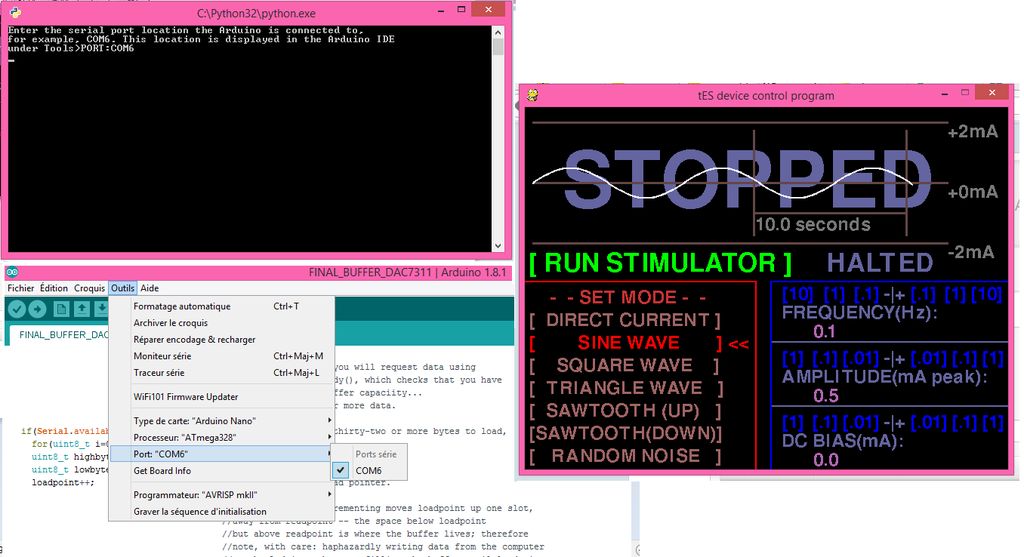 C:\Python32\python.exe
Enter the serial port location the Arduino is connected to,
for example, COM6. This location is displayed in the Arduino IDE
under Tools>PORT:COM6
tES device control program
+2mA
STOPPED
+0mA
10.0 seconds
-2mA
[ RUN STIMULATOR ] HALTED
- - SET MODE - -
[ DIRECT CURRENT ]
[ SINE WAVE ] <<
[ SQUARE WAVE ]
[ TRIANGLE WAVE ]
[ SAWTOOTH (UP) ]
[SAWTOOTH(DOWN)]
[ RANDOM NOISE ]
[10] [1] [.1] -|+ [.1] [1] [10]
FREQUENCY(Hz):
0.1
[1] [.1] [.01] -|+ [.01] [.1] [1]
AMPLITUDE(mA peak):
0.5
[1] [.1] [.01] -|+ [.01] [.1] [1]
DC BIAS(mA):
0.0
FINAL_BUFFER_DAC7311 | Arduino 1.8.1
Fichier Édition Croquis Outils Aide
FINAL_BUFFER_DAC
Formatage automatique Ctrl+T
Archiver le croquis
Réparer encodage & recharger
Moniteur série Ctrl+Maj+M
Traceur série Ctrl+Maj+L
WiFi101 Firmware Updater
Type de carte: "Arduino Nano"
Processeur: "ATmega328"
Port: "COM6"
Get Board Info
Programmateur: "AVRISP mkII"
Graver la séquence d'initialisation
Ports série
COM6
you will request data using
dy(), which checks that you have
ffer capacity...
r more data.
if(Serial.availab
thirty-two or more bytes to load,
for(uint8_t i=0
uint8_t highbyt
uint8_t lowbyte
loadpoint++;
ad pointer.
rementing moves loadpoint up one slot,
//away from readpoint -- the space below loadpoint
//but above readpoint is where the buffer lives; therefore
//note, with care: haphazardly writing data from the computer